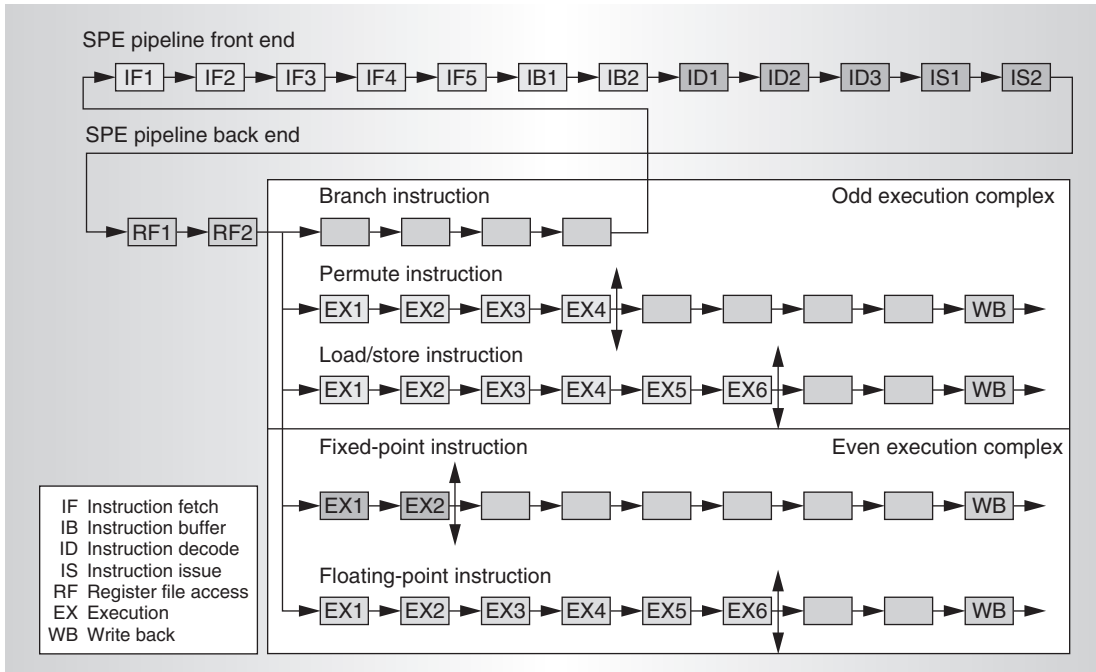 SPE pipeline front end
IF1 IF2 IF3 IF4 IF5 IB1 IB2 ID1 ID2 ID3 IS1 IS2
SPE pipeline back end
Branch instruction
Odd execution complex
RF1 RF2
Permute instruction
EX1 EX2 EX3 EX4 WB
Load/store instruction
EX1 EX2 EX3 EX4 EX5 EX6 WB
Fixed-point instruction
Even execution complex
EX1 EX2 WB
Floating-point instruction
EX1 EX2 EX3 EX4 EX5 EX6 WB
IF Instruction fetch
IB Instruction buffer
ID Instruction decode
IS Instruction issue
RF Register file access
EX Execution
WB Write back